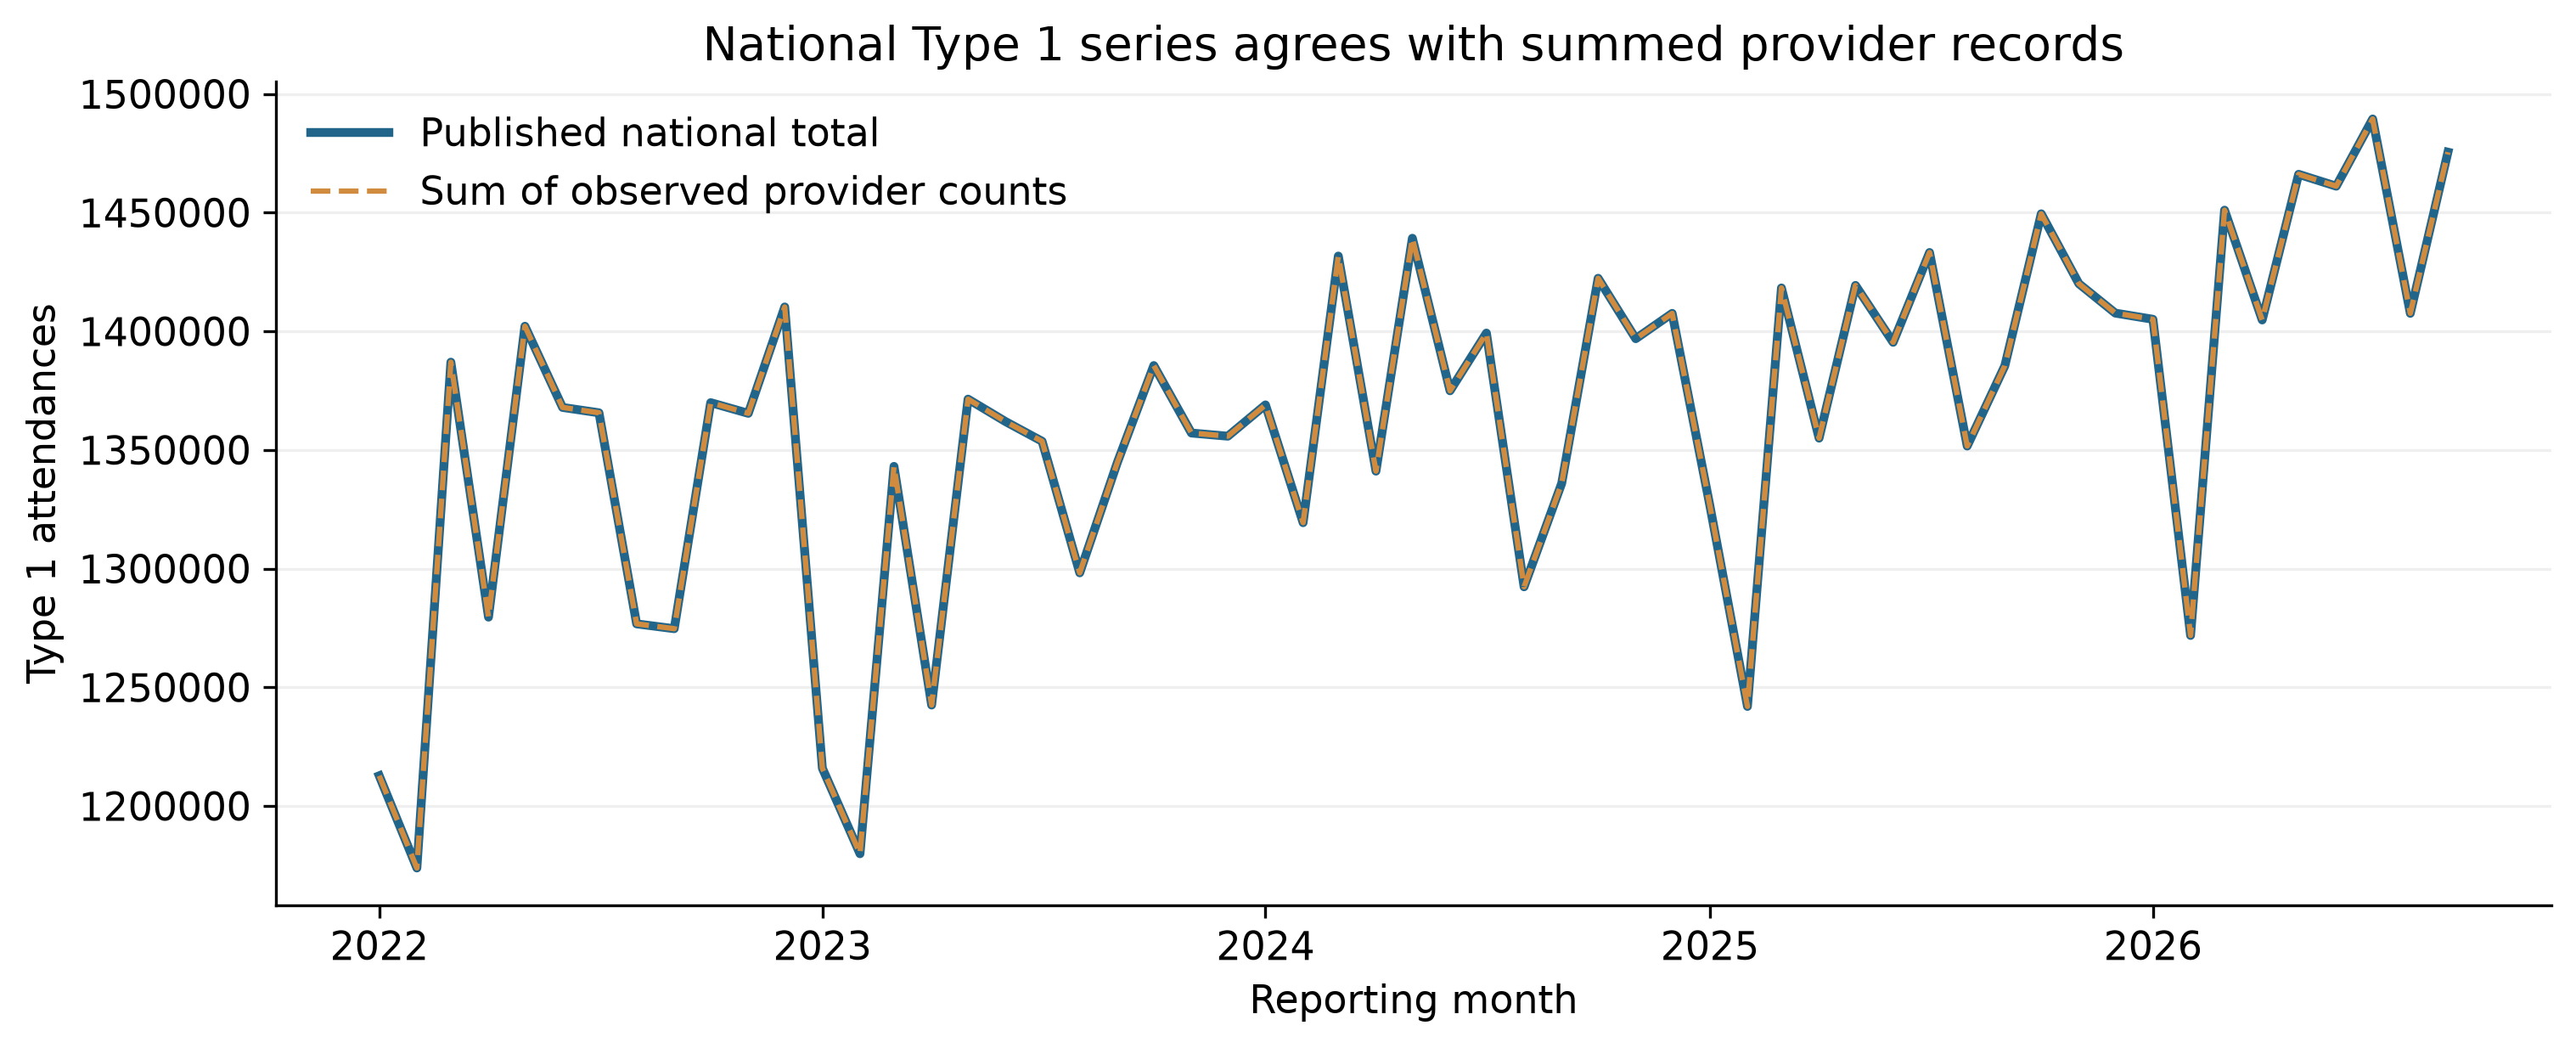 National Type 1 series agrees with summed provider records
Published national total
Sum of observed provider counts
Type 1 attendances
1500000
1450000
1400000
1350000
1300000
1250000
1200000
2022
2023
2024
2025
2026
Reporting month